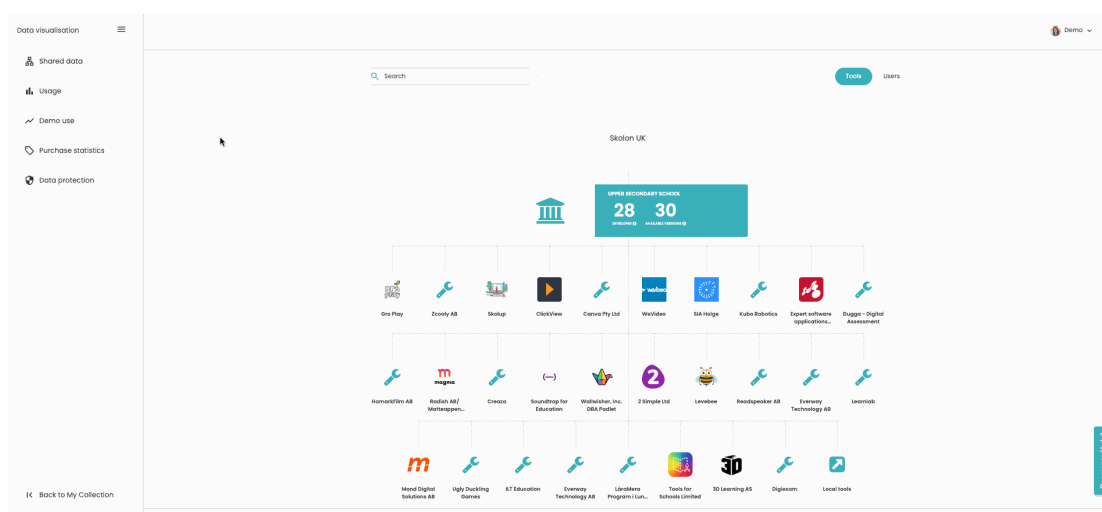 Data visualisation
Demo
Shared data
Search
Tools
Users
Usage
Demo use
Skolon UK
Purchase statistics
Data protection
UPPER SECONDARY SCHOOL
28 30
DEVELOPER AVAILABLE VERSIONS
Gro Play
Zcooly AB
Skolup
ClickView
Canva Pty Ltd
WeVideo
SIA Holge
Kubo Robotics
Expert software
applications...
Dugga - Digital
Assessment
magma
(—)
2
HamarkFilm AB
Radish AB/
Matteappen...
Creaza
Soundtrap for
Education
Wallwisher, Inc.
DBA Padlet
2 Simple Ltd
Levebee
Readspeaker AB
Everway
Technology AB
Learnlab
m
3D
Mond Digital
Solutions AB
Ugly Duckling
Games
ILT Education
Everway
Technology AB
LäraMera
Program i Lun...
Tools for
Schools Limited
3D Learning AS
Digiexam
Local tools
Back to My Collection